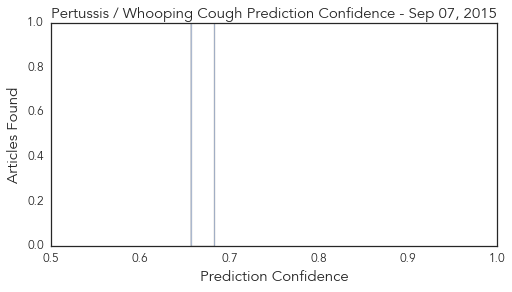 Pertussis / Whooping Cough Prediction Confidence - Sep 07, 2015
1.0
0.8
0.6
0.4
0.2
0.0
Articles Found
0.5 0.6 0.7 0.8 0.9 1.0
Prediction Confidence